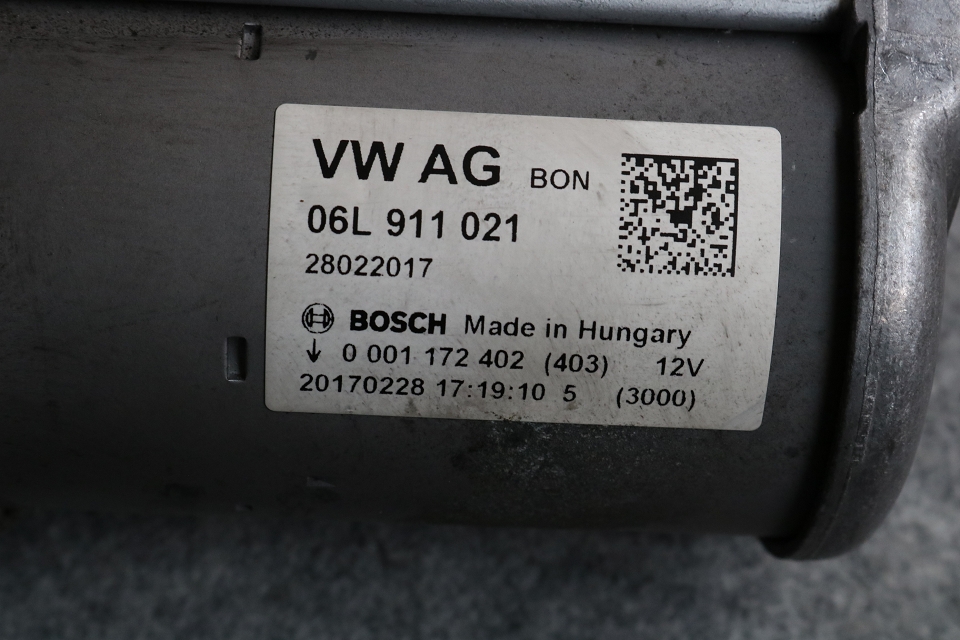 VW AG BON
06L 911 021
28022017
BOSCH Made in Hungary
↓ 0 001 172 402 (403) 12V
20170228 17:19:10 5 (3000)